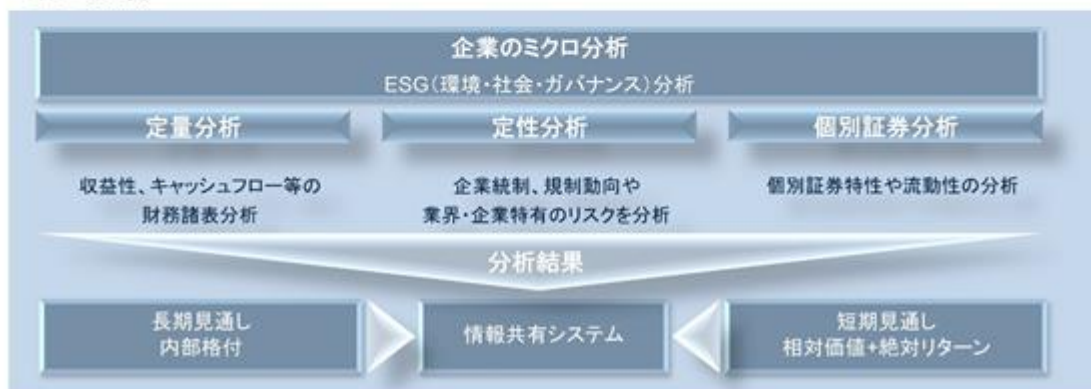 企業のミクロ分析
ESG(環境・社会・ガバナンス)分析
定量分析
定性分析
個別証券分析
収益性、キャッシュフロー等の
財務諸表分析
企業統制、規制動向や
業界・企業特有のリスクを分析
個別証券特性や流動性の分析
分析結果
長期見通し
内部格付
情報共有システム
短期見通し
相対価値+絶対リターン